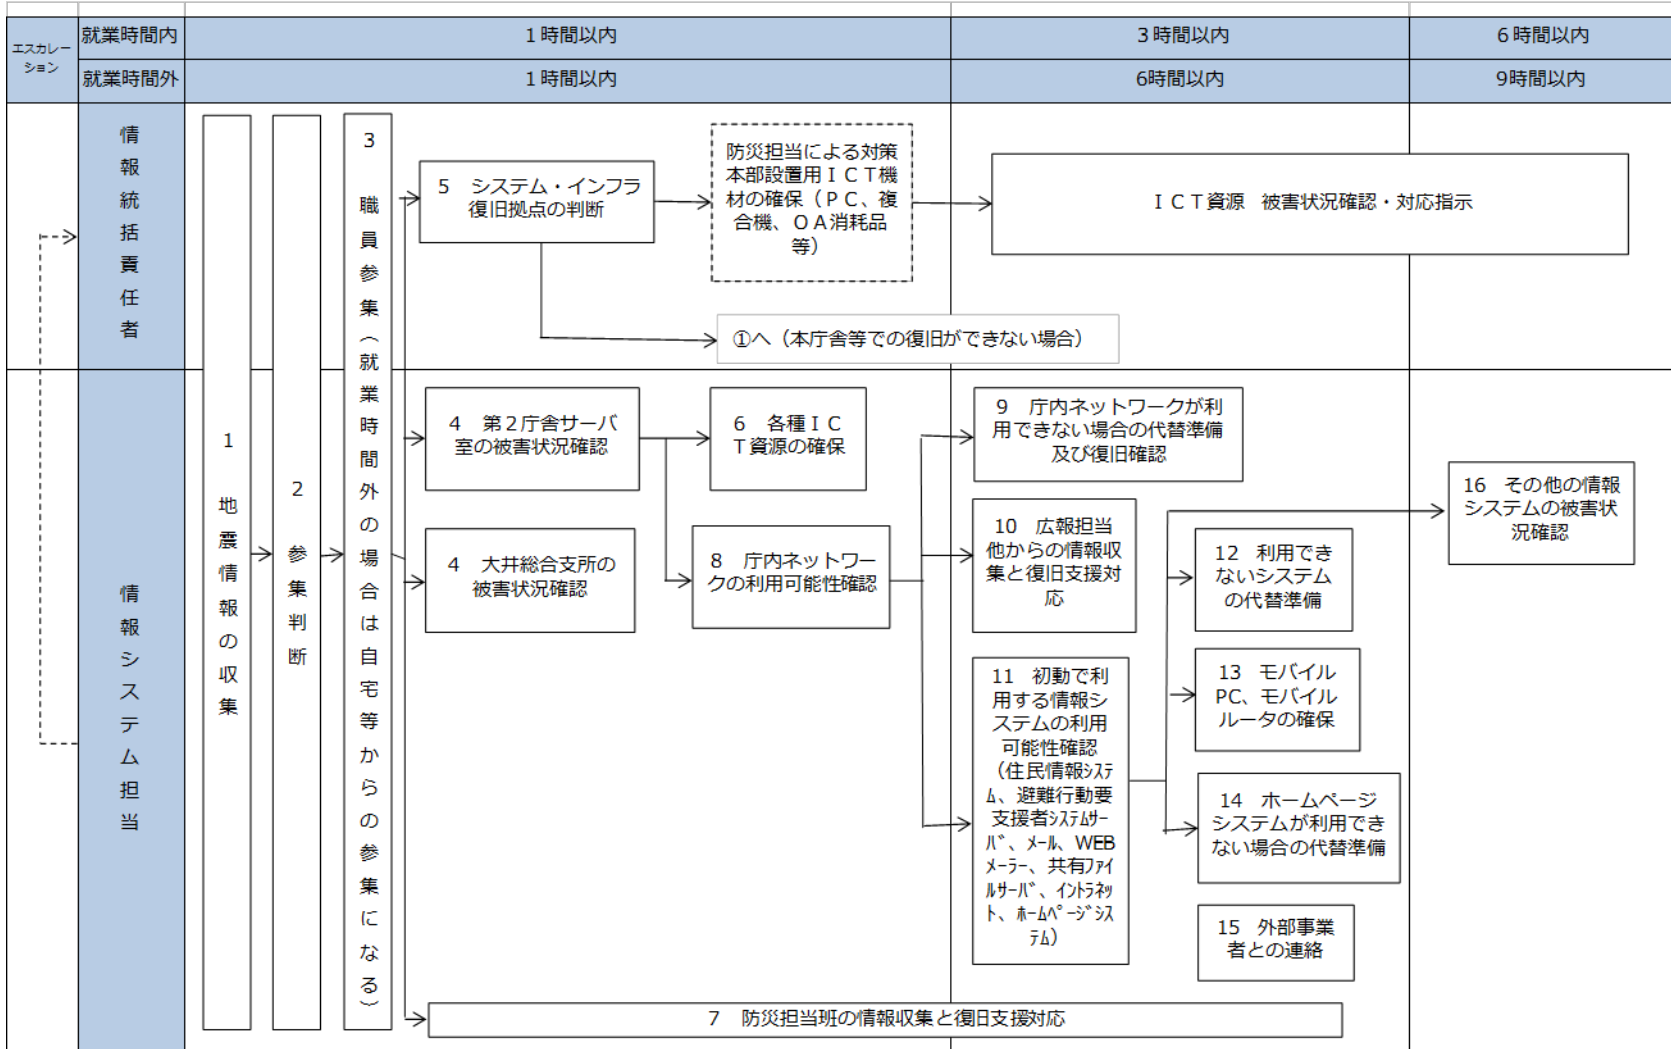 エスカレー
ション
就業時間内
1時間以内
3時間以内
6時間以内
就業時間外
1時間以内
6時間以内
9時間以内
情報統括責任者
情報システム担当
1 地震情報の収集
2 参集判断
3 職員参集(就業時間外の場合は自宅等からの参集になる)
5 システム・インフラ
復旧拠点の判断
防災担当による対策
本部設置用ICT機
材の確保(PC、複
合機、OA消耗品
等)
ICT資源 被害状況確認・対応指示
①へ(本庁舎等での復旧ができない場合)
4 第2庁舎サーバ
室の被害状況確認
6 各種IC
T資源の確保
4 大井総合支所の
被害状況確認
8 庁内ネットワー
クの利用可能性確認
9 庁内ネットワークが利
用できない場合の代替準備
及び復旧確認
10 広報担当
他からの情報収
集と復旧支援対
応
11 初動で利
用する情報シ
ステムの利用
可能性確認
(住民情報ｼｽﾃ
ﾑ、避難行動要
支援者ｼｽﾃﾑｻｰ
ﾊﾞ、ﾒｰﾙ、WEB
ﾒｰﾗｰ、共有ﾌｧｲ
ﾙｻｰﾊﾞ、ｲﾝﾄﾗﾈｯ
ﾄ、ﾎｰﾑﾍﾟｰｼﾞｼｽ
ﾃﾑ)
12 利用でき
ないシステム
の代替準備
13 モバイル
PC、モバイル
ルータの確保
14 ホームページ
システムが利用でき
ない場合の代替準備
15 外部事業
者との連絡
16 その他の情報
システムの被害状
況確認
7 防災担当班の情報収集と復旧支援対応